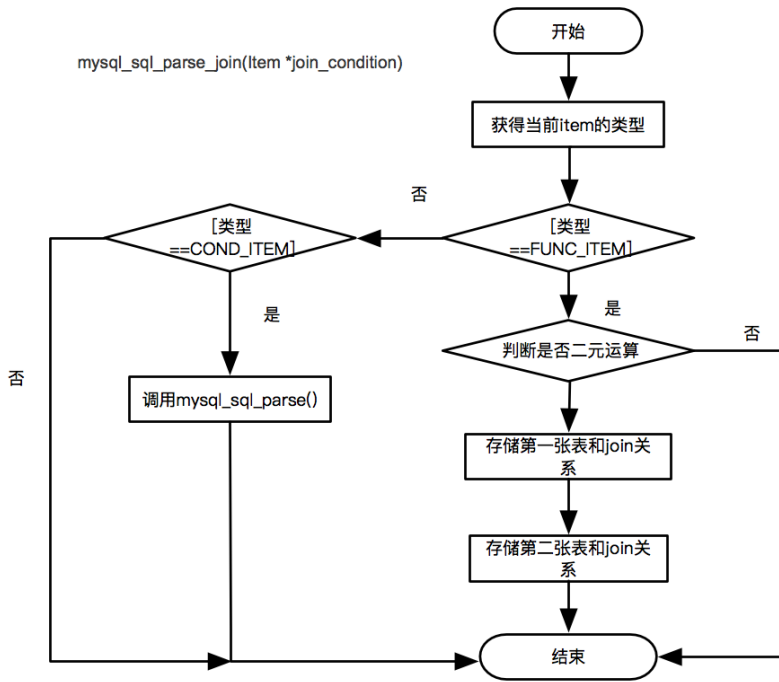 开始
mysql_sql_parse_join(Item *join_condition)
获得当前item的类型
否
[类型
==COND_ITEM]
[类型
==FUNC_ITEM]
是
是
否
判断是否二元运算
否
调用mysql_sql_parse()
存储第一张表和join关
系
存储第二张表和join关
系
结束